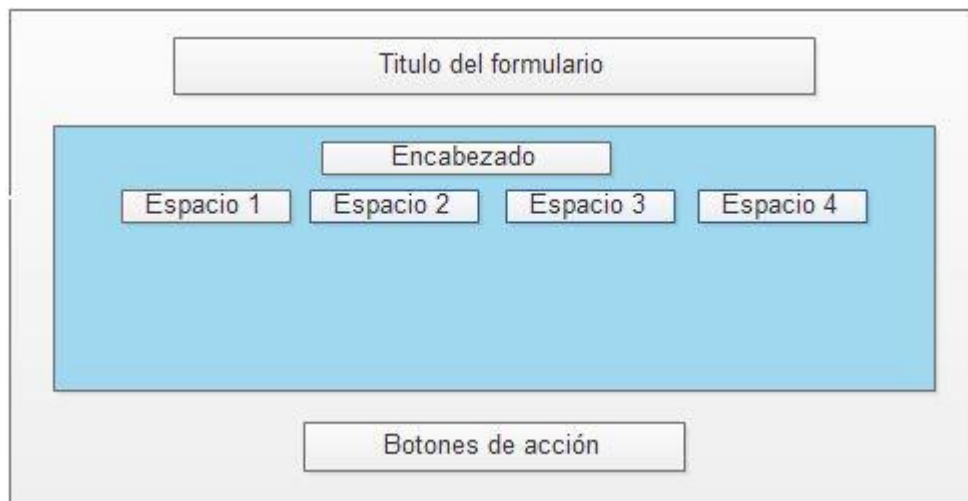 Titulo del formulario
Encabezado
Espacio 1 Espacio 2 Espacio 3 Espacio 4
Botones de acción